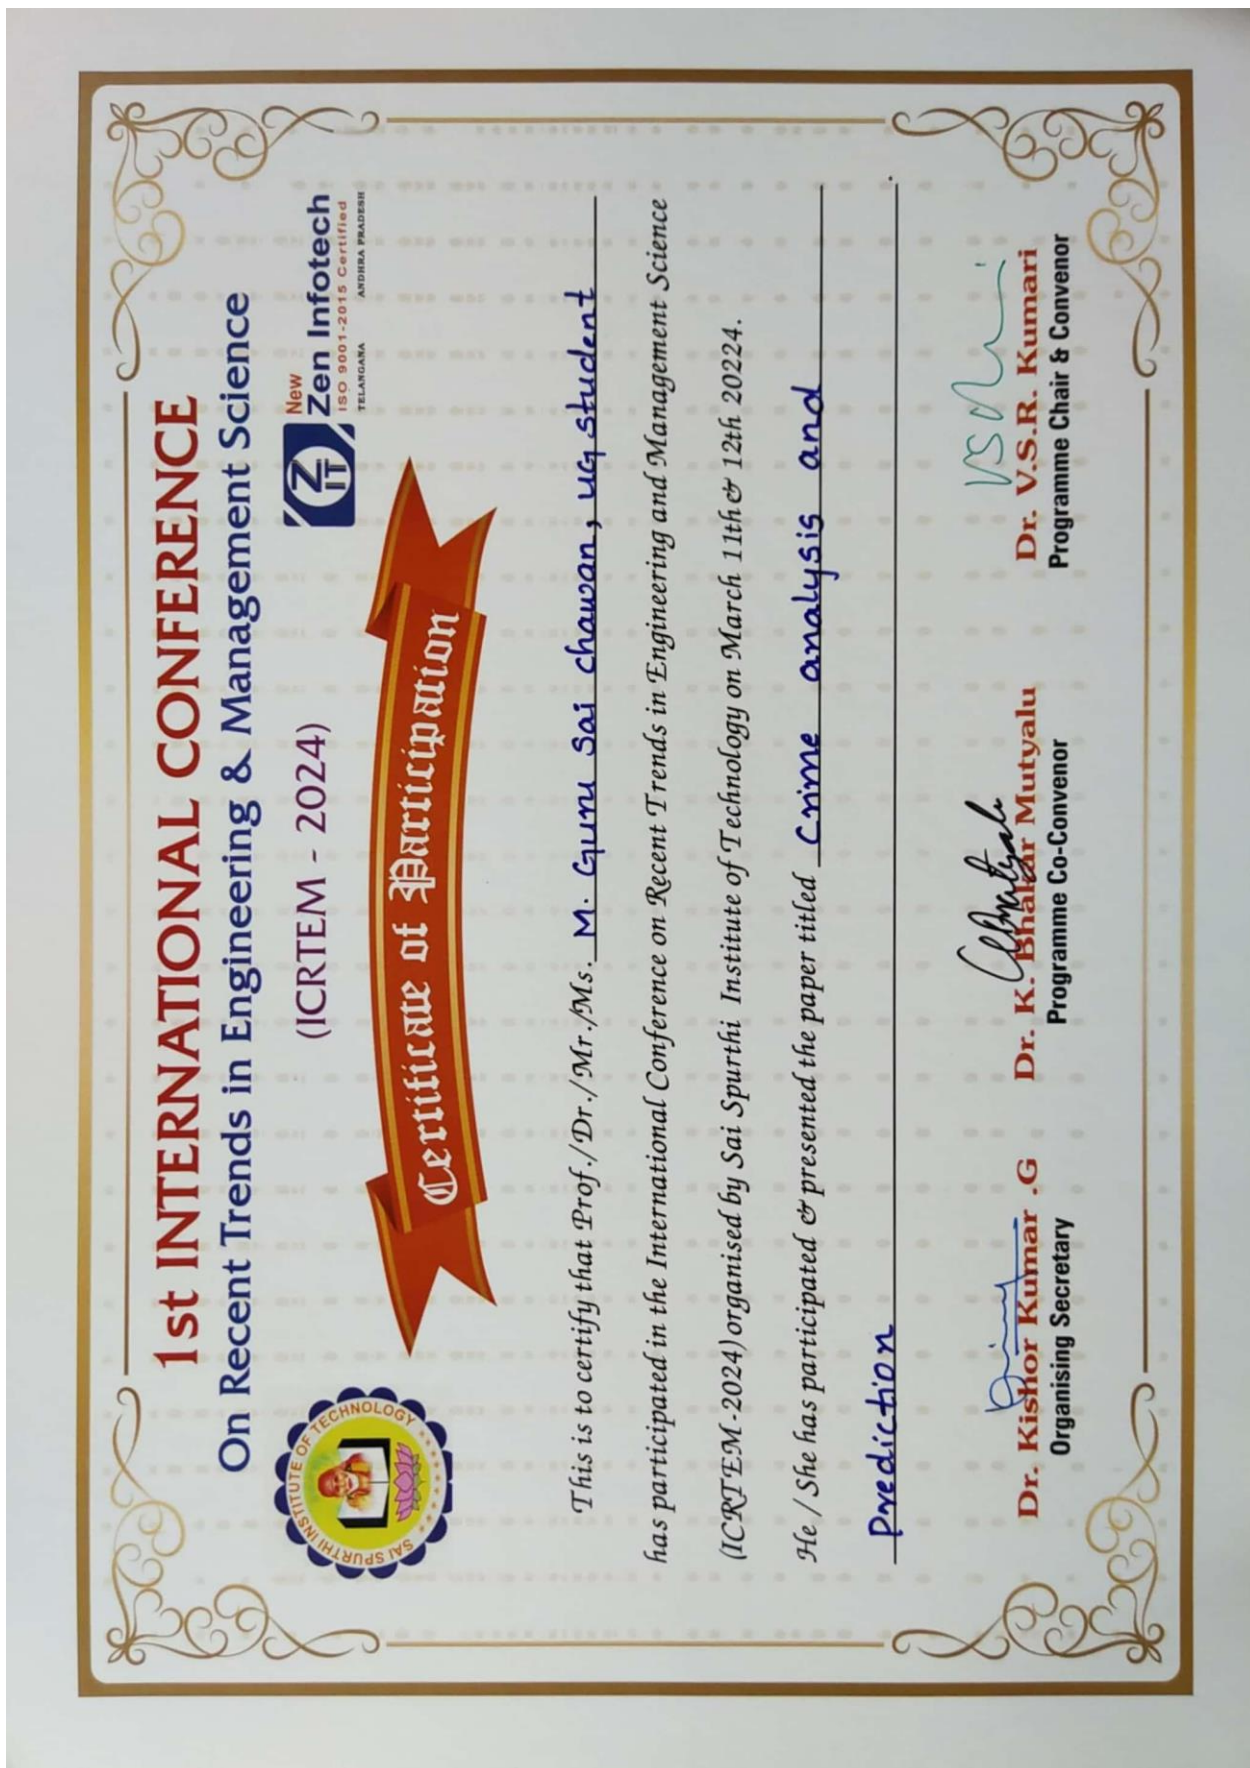 1st INTERNATIONAL CONFERENCE
On Recent Trends in Engineering & Management Science
(ICRTEM - 2024)
SAI SPURTHI INSTITUTE OF TECHNOLOGY
New
Zen Infotech
ISO 9001-2015 Certified
TELANGANA ANDHRA PRADESH
ZIT
Certificate of Participation
This is to certify that Prof./Dr./Mr./Ms. M. Guru Sai chawan, UG student
has participated in the International Conference on Recent Trends in Engineering and Management Science
(ICRTEM-2024) organised by Sai Spurthi Institute of Technology on March 11th & 12th 20224.
He / She has participated & presented the paper titled Crime analysis and
Prediction.
Dr. Kishor Kumar .G Dr. K. Bhaskar Mutyalu Dr. V.S.R. Kumari
Organising Secretary Programme Co-Convenor Programme Chair & Convenor